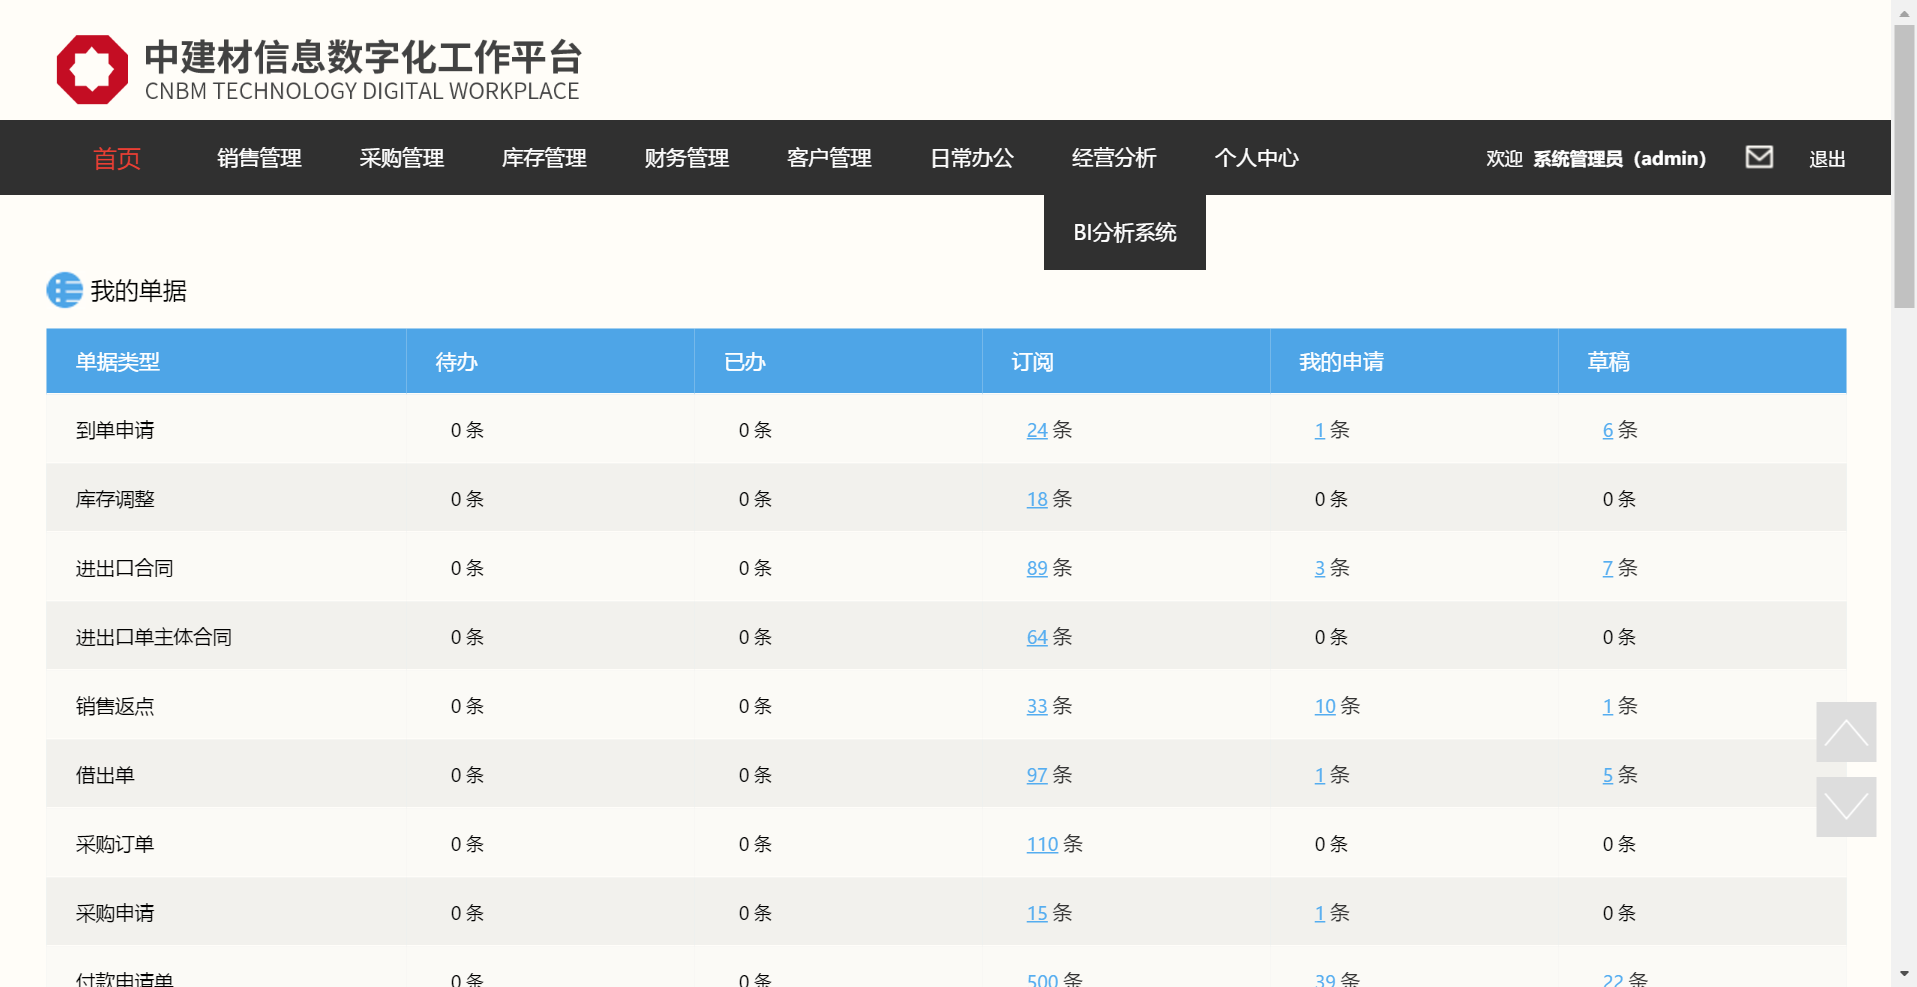 中建材信息数字化工作平台
CNBM TECHNOLOGY DIGITAL WORKPLACE
首页 销售管理 采购管理 库存管理 财务管理 客户管理 日常办公 经营分析 个人中心 欢迎 系统管理员（admin） 退出
BI分析系统
我的单据
单据类型 待办 已办 订阅 我的申请 草稿
到单申请 0 条 0 条 24 条 1 条 6 条
库存调整 0 条 0 条 18 条 0 条 0 条
进出口合同 0 条 0 条 89 条 3 条 7 条
进出口单主体合同 0 条 0 条 64 条 0 条 0 条
销售返点 0 条 0 条 33 条 10 条 1 条
借出单 0 条 0 条 97 条 1 条 5 条
采购订单 0 条 0 条 110 条 0 条 0 条
采购申请 0 条 0 条 15 条 1 条 0 条
付款申请单 0 条 0 条 500 条 39 条 22 条